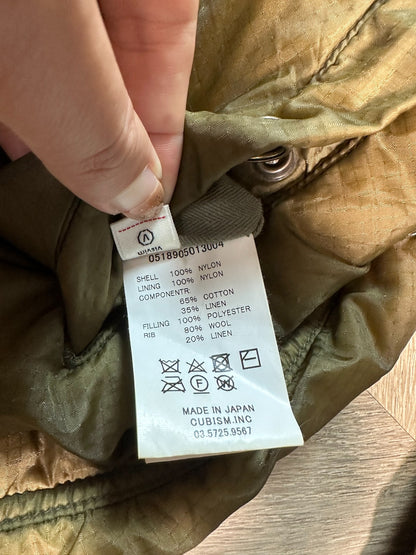 VISVIM
0518905013004
SHELL 100% NYLON
LINING 100% NYLON
COMPONENTR.
65% COTTON
35% LINEN
FILLING 100% POLYESTER
RIB 80% WOOL
20% LINEN
MADE IN JAPAN
CUBISM.INC
03.5725.9567